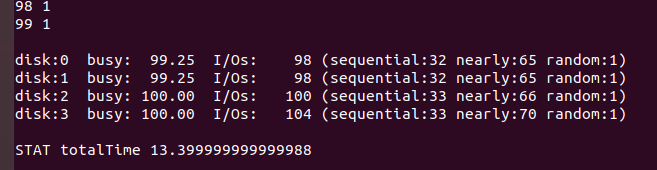 98 1
99 1
disk:0  busy:  99.25  I/Os:    98 (sequential:32 nearly:65 random:1)
disk:1  busy:  99.25  I/Os:    98 (sequential:32 nearly:65 random:1)
disk:2  busy: 100.00  I/Os:   100 (sequential:33 nearly:66 random:1)
disk:3  busy: 100.00  I/Os:   104 (sequential:33 nearly:70 random:1)
STAT totalTime 13.399999999999988